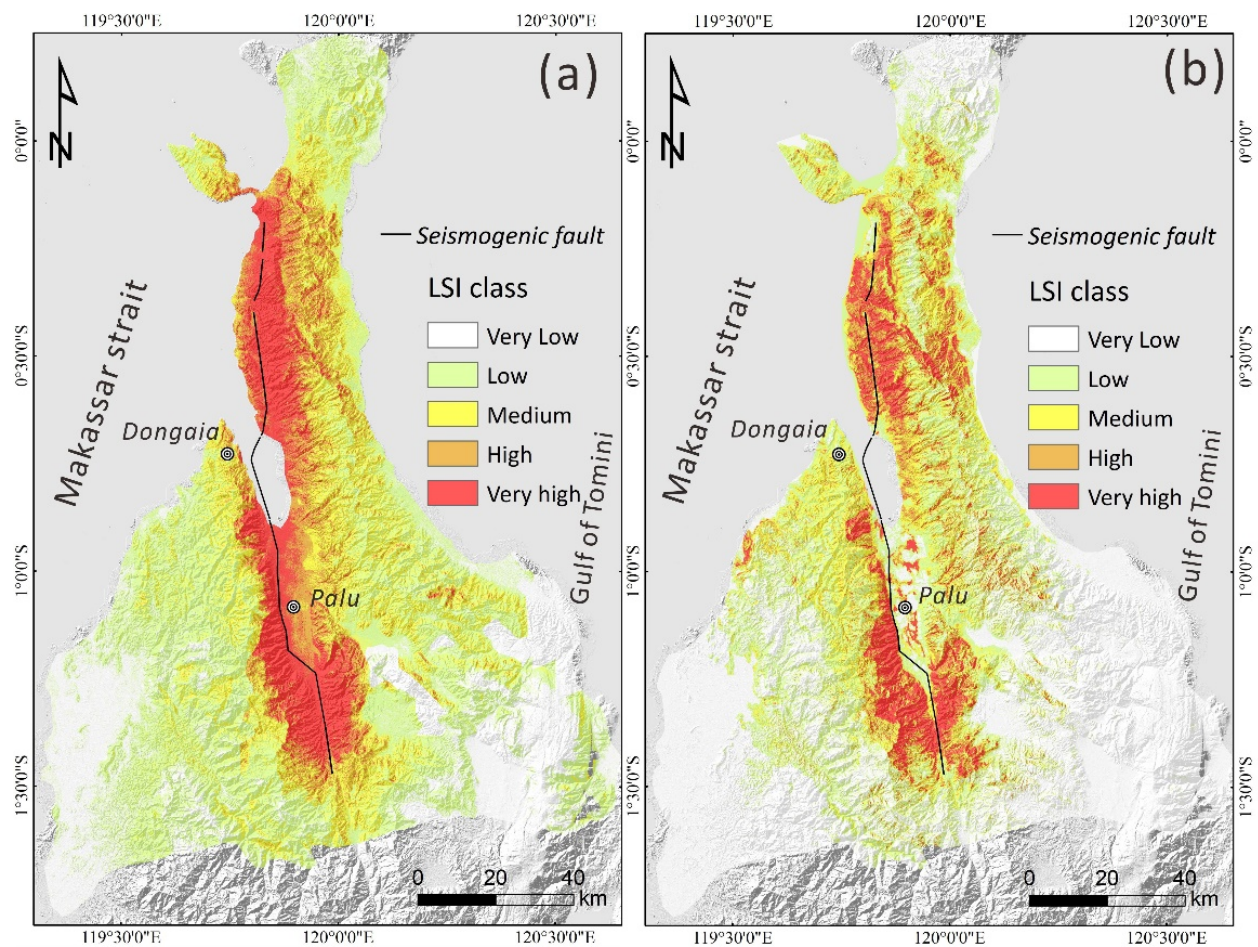 119°30'0"E 120°0'0"E 120°30'0"E
119°30'0"E 120°0'0"E 120°30'0"E
(a)
N
0°0'0"
Seismogenic fault
LSI class
Very Low
Low
Medium
High
Very high
Makassar strait
0°30'0"S
Dongaia
Gulf of Tomini
1°0'0"S
Palu
1°30'0"S
0 20 40
km
119°30'0"E 120°0'0"E 120°30'0"E
(b)
N
0°0'0"
Seismogenic fault
LSI class
Very Low
Low
Medium
High
Very high
Makassar strait
0°30'0"S
Dongaia
Gulf of Tomini
1°0'0"S
Palu
1°30'0"S
0 20 40
km
119°30'0"E 120°0'0"E 120°30'0"E